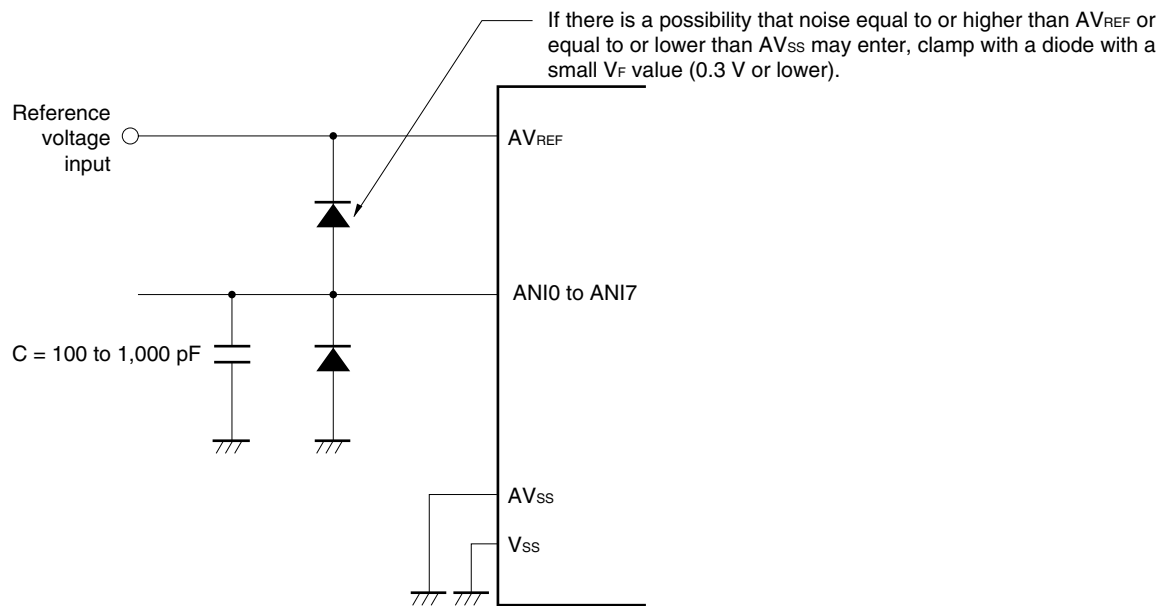 If there is a possibility that noise equal to or higher than AVREF or
equal to or lower than AVSS may enter, clamp with a diode with a
small VF value (0.3 V or lower).
Reference
voltage
input
AVREF
ANI0 to ANI7
C = 100 to 1,000 pF
AVSS
VSS